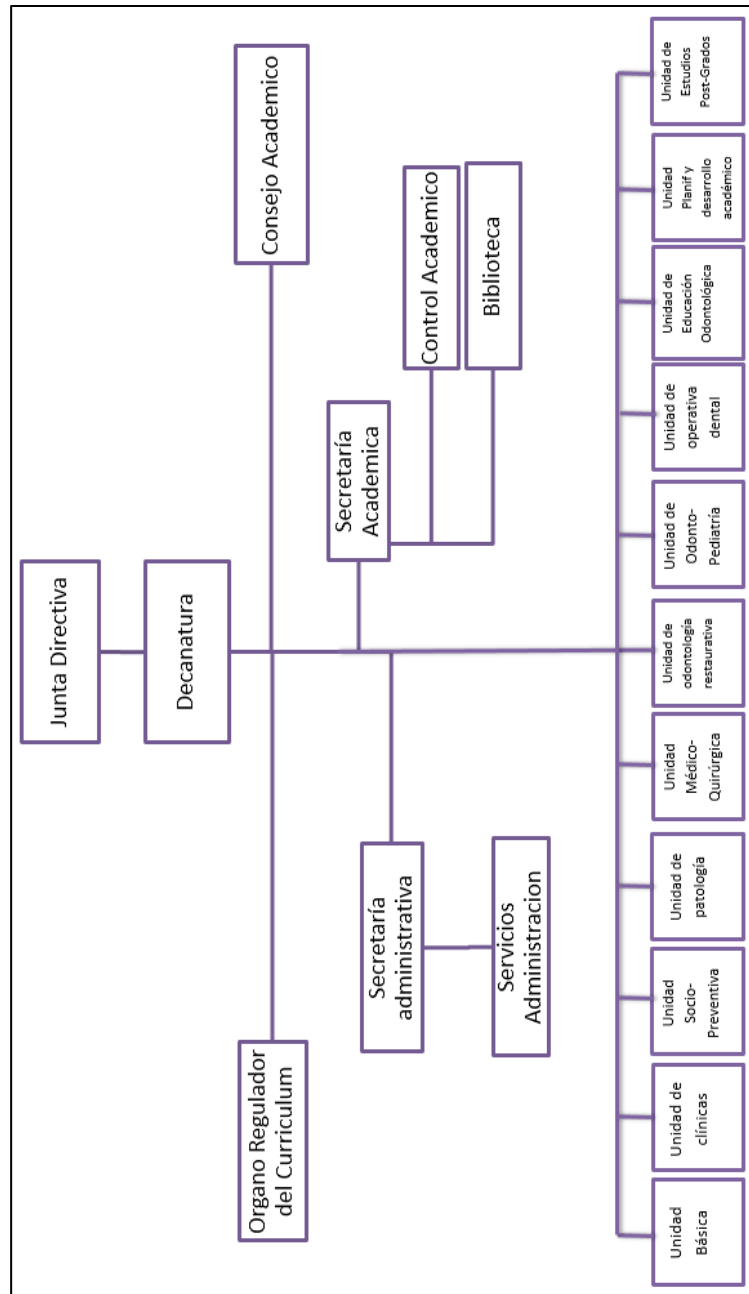 Junta Directiva
Decanatura
Organo Regulador
del Curriculum
Consejo Academico
Secretaría
administrativa
Secretaría
Academica
Servicios
Administracion
Control Academico
Biblioteca
Unidad
Básica
Unidad de
clínicas
Unidad
Socio-
Preventiva
Unidad de
patología
Unidad
Médico-
Quirúrgica
Unidad de
odontología
restaurativa
Unidad de
Odonto-
Pediatría
Unidad de
operativa
dental
Unidad de
Educación
Odontológica
Unidad
Planif y
desarrollo
académico
Unidad de
Estudios
Post-Grados